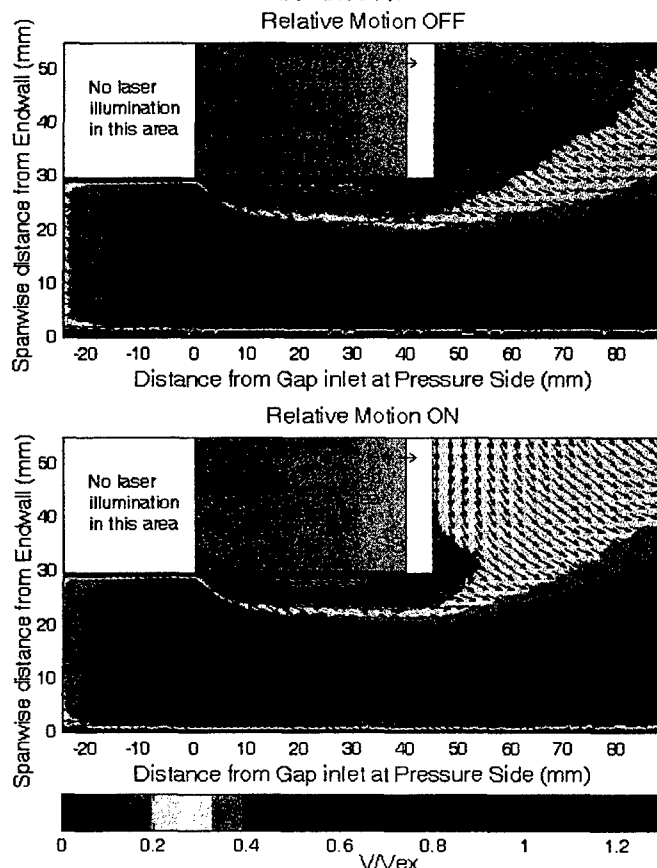 Relative Motion OFF
Spanwise distance from Endwall (mm)
50
40
30
20
10
0
No laser
illumination
in this area
-20 -10 0 10 20 30 40 50 60 70 80
Distance from Gap inlet at Pressure Side (mm)
Relative Motion ON
Spanwise distance from Endwall (mm)
50
40
30
20
10
0
No laser
illumination
in this area
-20 -10 0 10 20 30 40 50 60 70 80
Distance from Gap inlet at Pressure Side (mm)
0 0.2 0.4 0.6 0.8 1 1.2
V/Vex